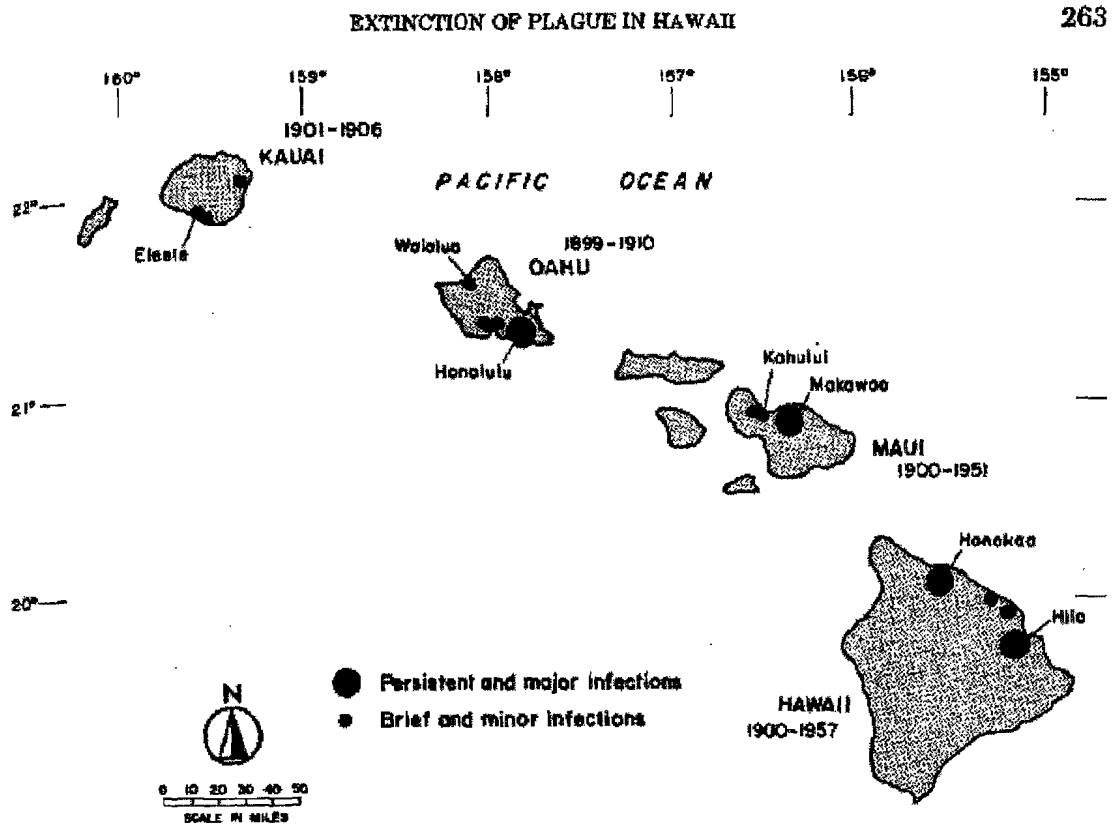 EXTINCTION OF PLAGUE IN HAWAII 263
160° 159° 158° 157° 156° 155°
1901-1906
KAUAI
PACIFIC OCEAN
22°
Eleele
Waialua
1899-1910
OAHU
Honolulu
Kahului
Makawao
21°
MAUI
1900-1951
Honokaa
20°
Hilo
N
Persistent and major infections
Brief and minor infections
HAWAII
1900-1957
0 10 20 30 40 50
SCALE IN MILES